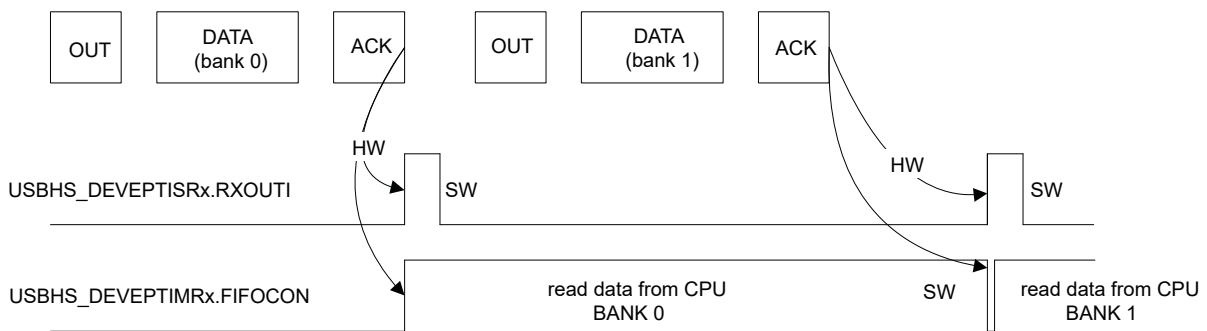 OUT
DATA
(bank 0)
ACK
OUT
DATA
(bank 1)
ACK
HW
HW
USBHS_DEVEPTISRx.RXOUTI
SW
SW
USBHS_DEVEPTIMRx.FIFOCON
read data from CPU
BANK 0
SW
read data from CPU
BANK 1